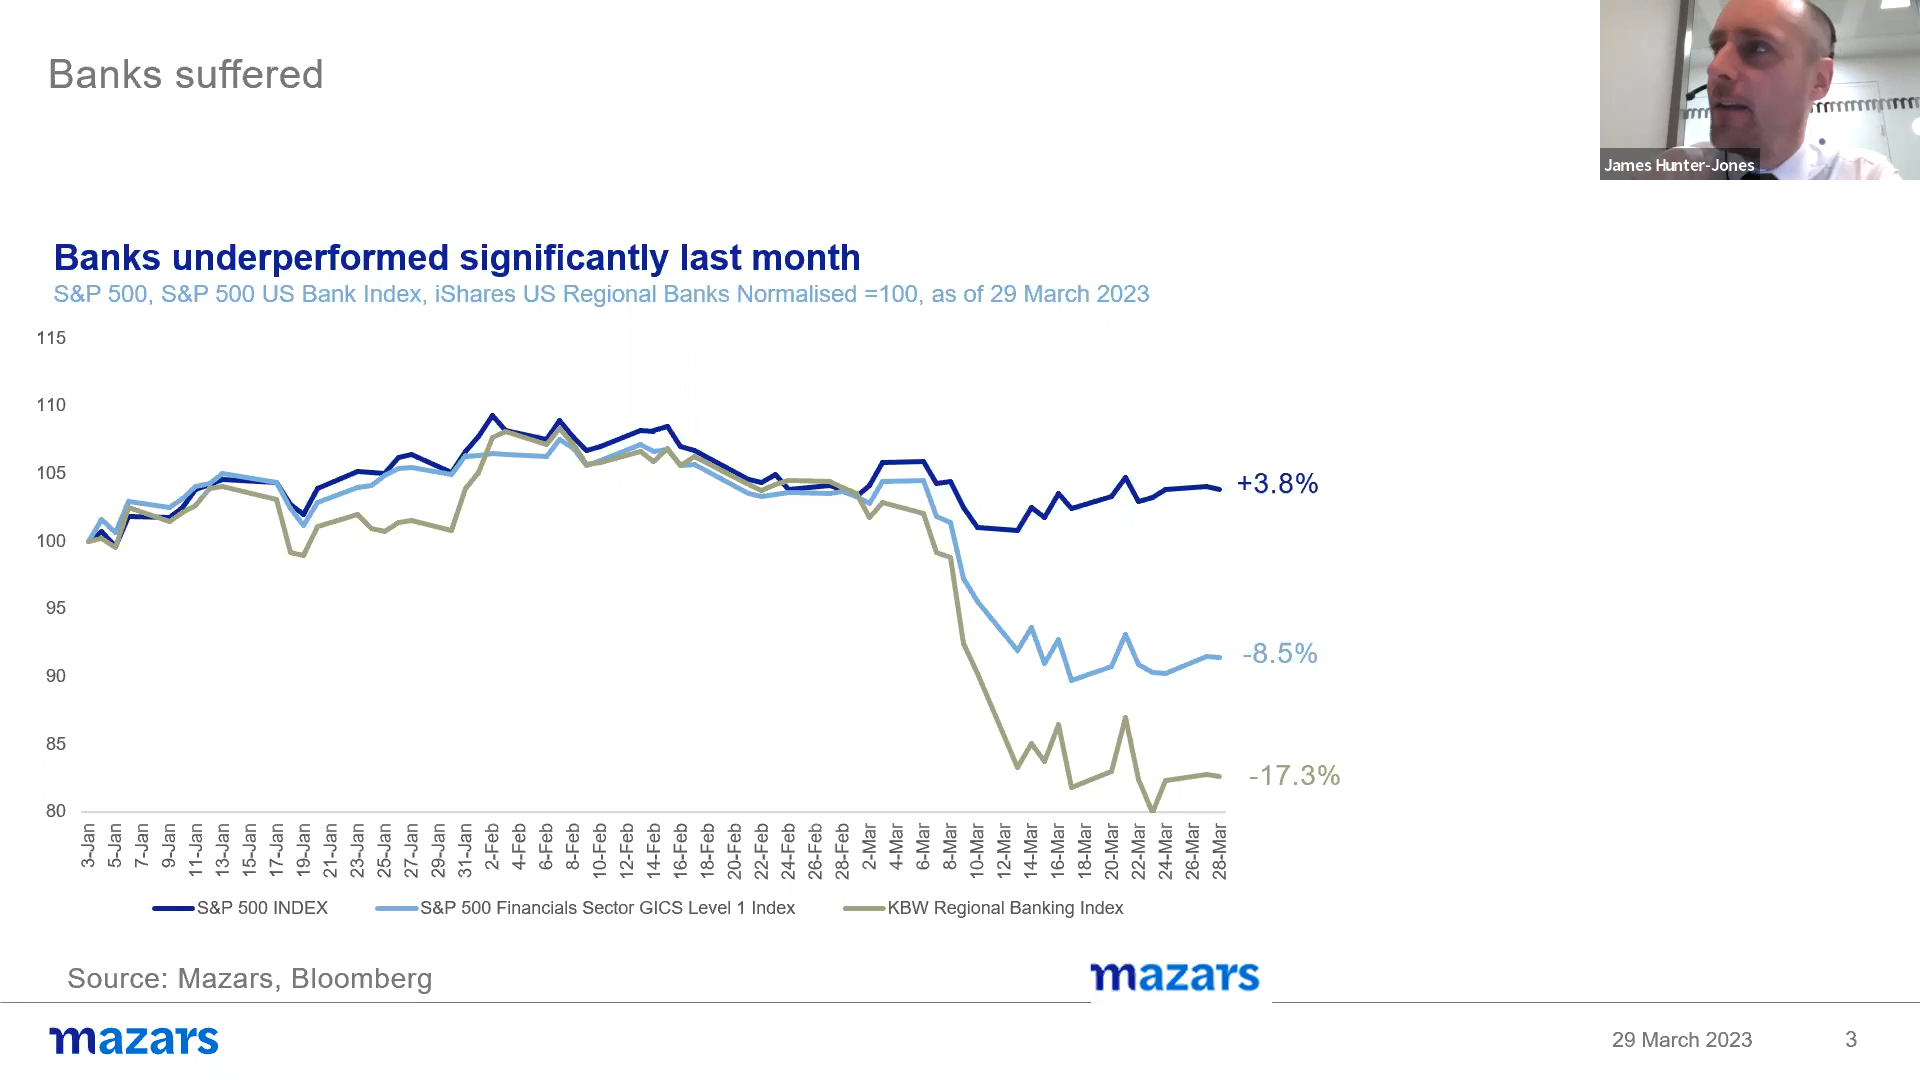 Banks suffered
James Hunter-Jones
Banks underperformed significantly last month
S&P 500, S&P 500 US Bank Index, iShares US Regional Banks Normalised =100, as of 29 March 2023
115
110
105
100
95
90
85
80
+3.8%
-8.5%
-17.3%
3-Jan 5-Jan 7-Jan 9-Jan 11-Jan 13-Jan 15-Jan 17-Jan 19-Jan 21-Jan 23-Jan 25-Jan 27-Jan 29-Jan 31-Jan 2-Feb 4-Feb 6-Feb 8-Feb 10-Feb 12-Feb 14-Feb 16-Feb 18-Feb 20-Feb 22-Feb 24-Feb 26-Feb 28-Feb 2-Mar 4-Mar 6-Mar 8-Mar 10-Mar 12-Mar 14-Mar 16-Mar 18-Mar 20-Mar 22-Mar 24-Mar 26-Mar 28-Mar
S&P 500 INDEX S&P 500 Financials Sector GICS Level 1 Index KBW Regional Banking Index
Source: Mazars, Bloomberg
mazars
mazars
29 March 2023 3